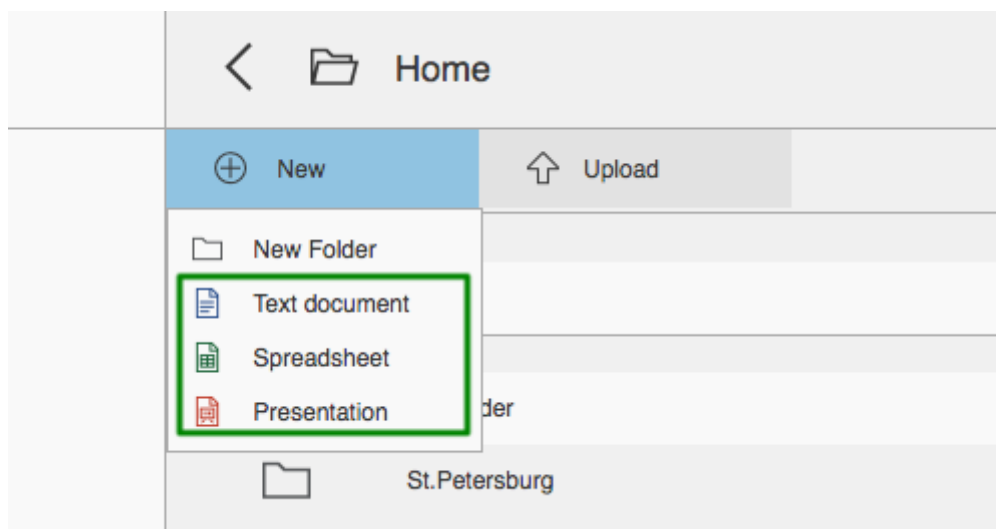 Home
New
Upload
New Folder
Text document
Spreadsheet
Presentation
der
St.Petersburg